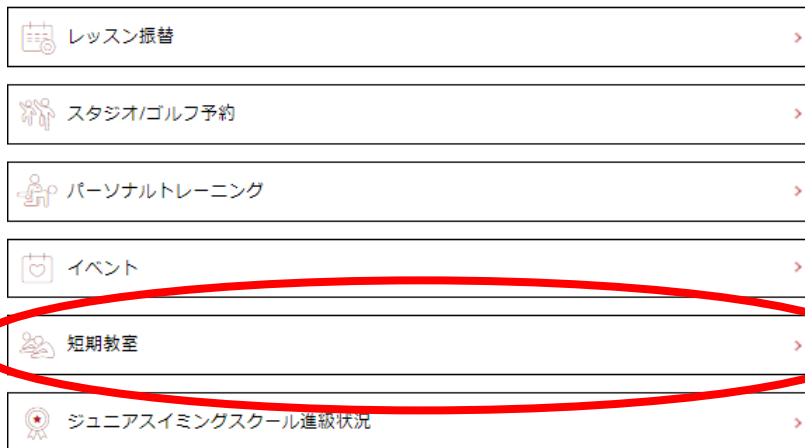 レッスン振替
スタジオ/ゴルフ予約
パーソナルトレーニング
イベント
短期教室
ジュニアスイミングスクール進級状況